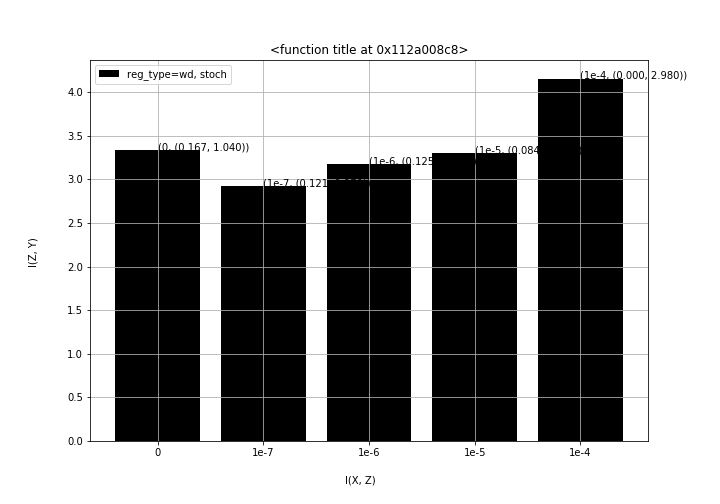 <function title at 0x112a008c8>
reg_type=wd, stoch
(1e-4, (0.000, 2.980))
(0, (0.167, 1.040))
(1e-5, (0.084
(1e-6, (0.125
(1e-7, (0.121
4.0
3.5
3.0
2.5
2.0
1.5
1.0
0.5
0.0
I(Z, Y)
0 1e-7 1e-6 1e-5 1e-4
I(X, Z)